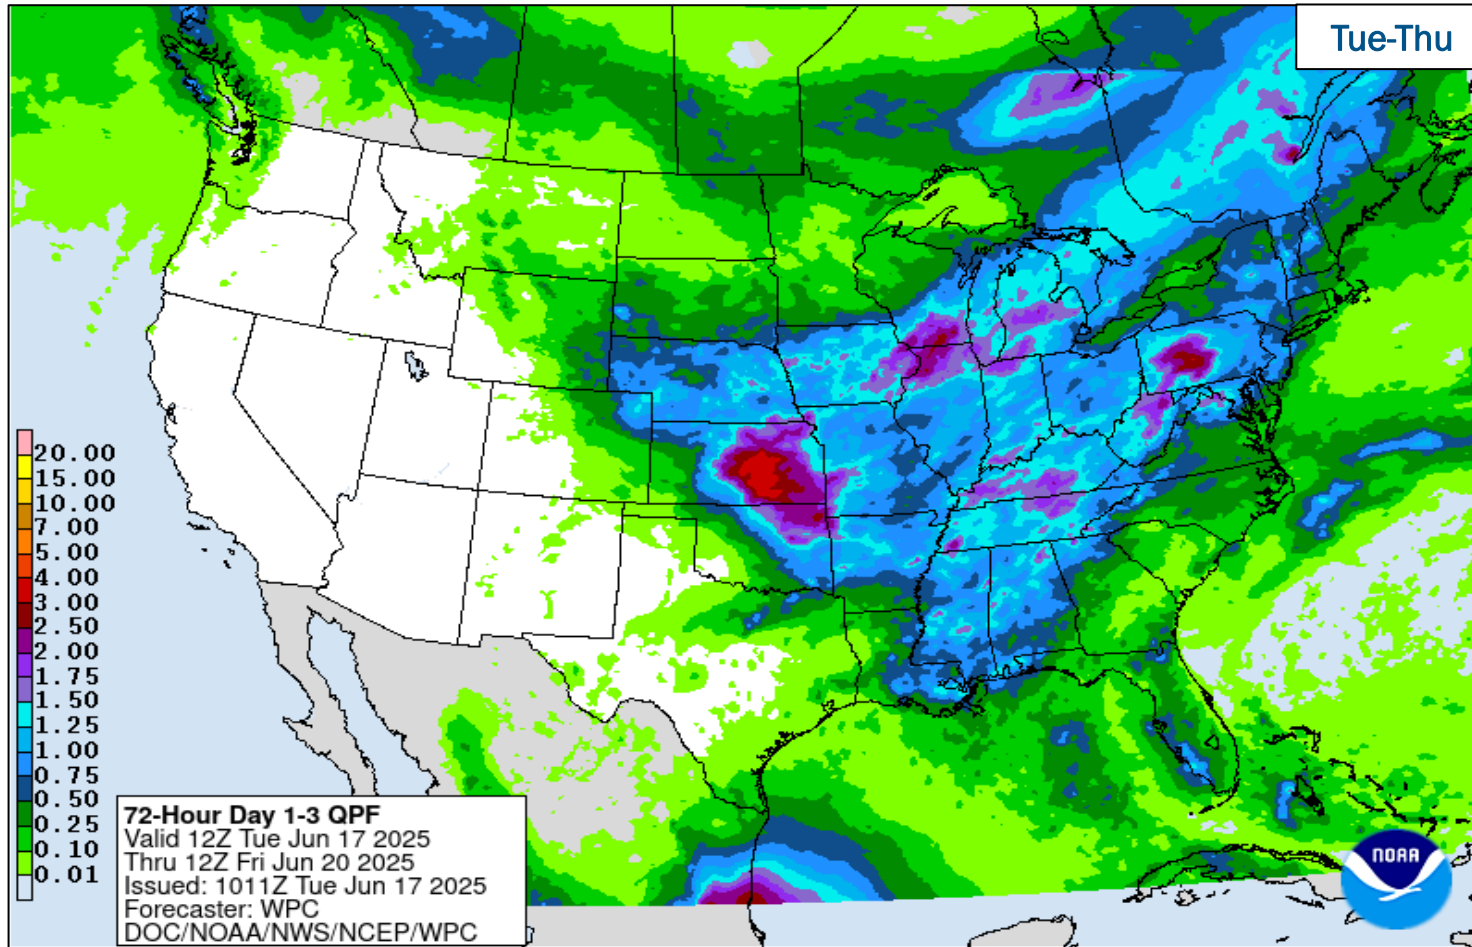 Tue-Thu
20.00
15.00
10.00
7.00
5.00
4.00
3.00
2.50
2.00
1.75
1.50
1.25
1.00
0.75
0.50
0.25
0.10
0.01
72-Hour Day 1-3 QPF
Valid 12Z Tue Jun 17 2025
Thru 12Z Fri Jun 20 2025
Issued: 1011Z Tue Jun 17 2025
Forecaster: WPC
DOC/NOAA/NWS/NCEP/WPC
NOAA